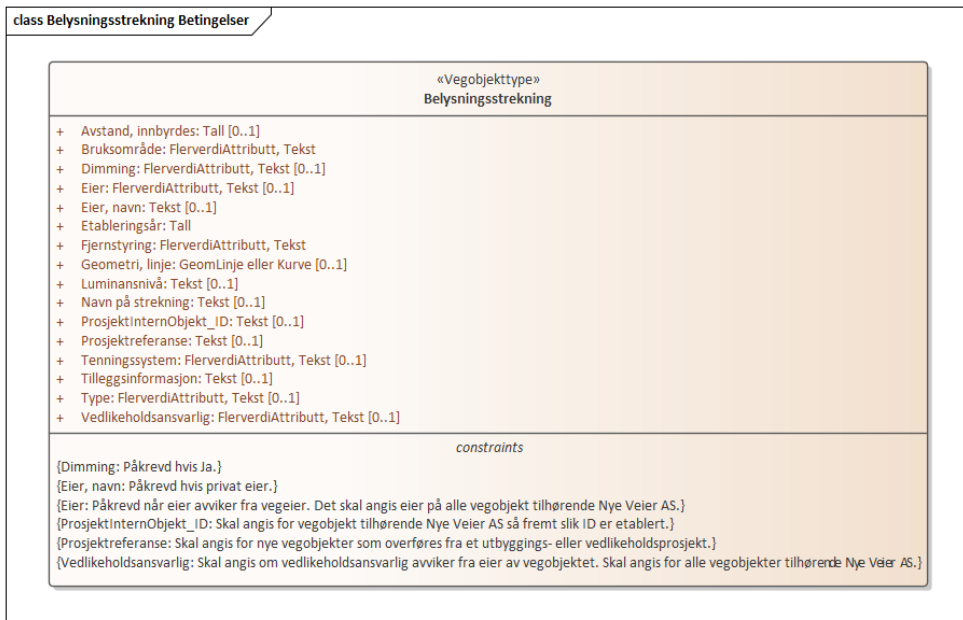 class Belysningsstrekning Betingelser
«Vegobjekttype»
Belysningsstrekning
+ Avstand, innbyrdes: Tall [0..1]
+ Bruksområde: FlerverdiAttributt, Tekst
+ Dimming: FlerverdiAttributt, Tekst [0..1]
+ Eier: FlerverdiAttributt, Tekst [0..1]
+ Eier, navn: Tekst [0..1]
+ Etableringsår: Tall
+ Fjernstyring: FlerverdiAttributt, Tekst
+ Geometri, linje: GeomLinje eller Kurve [0..1]
+ Luminansnivå: Tekst [0..1]
+ Navn på strekning: Tekst [0..1]
+ ProsjektInternObjekt_ID: Tekst [0..1]
+ Prosjektreferanse: Tekst [0..1]
+ Tenningssystem: FlerverdiAttributt, Tekst [0..1]
+ Tilleggsinformasjon: Tekst [0..1]
+ Type: FlerverdiAttributt, Tekst [0..1]
+ Vedlikeholdsansvarlig: FlerverdiAttributt, Tekst [0..1]
constraints
{Dimming: Påkrevd hvis Ja.}
{Eier, navn: Påkrevd hvis privat eier.}
{Eier: Påkrevd når eier avviker fra vegeier. Det skal angis eier på alle vegobjekt tilhørende Nye Veier AS.}
{ProsjektInternObjekt_ID: Skal angis for vegobjekt tilhørende Nye Veier AS så fremt slik ID er etablert.}
{Prosjektreferanse: Skal angis for nye vegobjekter som overføres fra et utbyggings- eller vedlikeholdsprosjekt.}
{Vedlikeholdsansvarlig: Skal angis om vedlikeholdsansvarlig avviker fra eier av vegobjektet. Skal angis for alle vegobjekter tilhørende Nye Veier AS.}